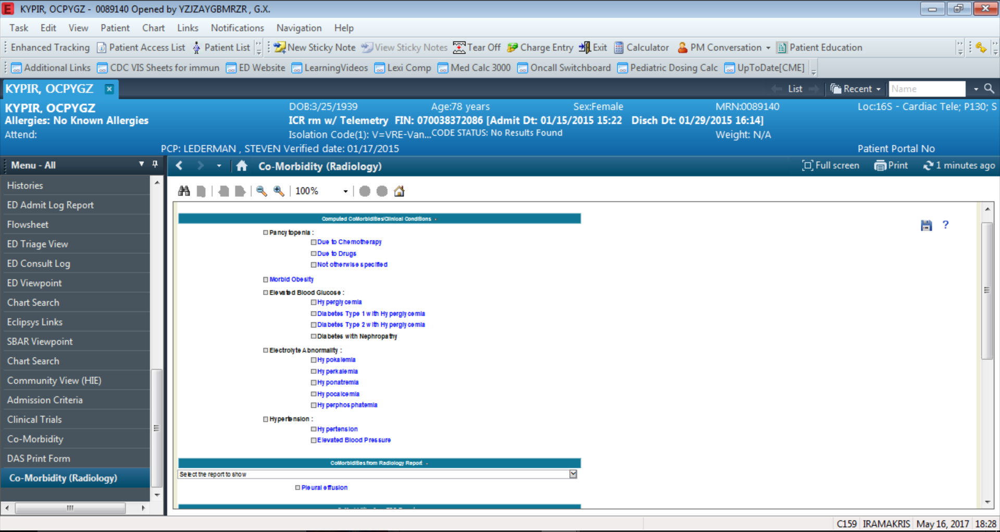 KYPIR, OCPYGZ - 0089140 Opened by YZJZAYGBMRZR , G.X.
Task Edit View Patient Chart Links Notifications Navigation Help
Enhanced Tracking Patient Access List Patient List New Sticky Note View Sticky Notes Tear Off Charge Entry Exit Calculator PM Conversation Patient Education
Additional Links CDC VIS Sheets for immun ED Website LearningVideos Lexi Comp Med Calc 3000 Oncall Switchboard Pediatric Dosing Calc UpToDate[CME]
KYPIR, OCPYGZ List Recent Name
KYPIR, OCPYGZ DOB:3/25/1939 Age:78 years Sex:Female MRN:0089140 Loc:16S - Cardiac Tele; P130; S
Allergies: No Known Allergies ICR rm w/ Telemetry FIN: 070038372086 [Admit Dt: 01/15/2015 15:22 Disch Dt: 01/29/2015 16:14]
Attend: Isolation Code(1): V=VRE-Van...CODE STATUS: No Results Found Weight: N/A
PCP: LEDERMAN , STEVEN Verified date: 01/17/2015 Patient Portal No
Menu - All Co-Morbidity (Radiology) Full screen Print 1 minutes ago
Histories
ED Admit Log Report
Flowsheet
ED Triage View
ED Consult Log
ED Viewpoint
Chart Search
Eclipsys Links
SBAR Viewpoint
Chart Search
Community View (HIE)
Admission Criteria
Clinical Trials
Co-Morbidity
DAS Print Form
Co-Morbidity (Radiology)
100%
Computed CoMorbidities/Clinical Conditions -
?
Pancytopenia :
Due to Chemotherapy
Due to Drugs
Not otherwise specified
Morbid Obesity
Elevated Blood Glucose :
Hyperglycemia
Diabetes Type 1 with Hyperglycemia
Diabetes Type 2 with Hyperglycemia
Diabetes with Nephropathy
Electrolyte Abnormality :
Hypokalemia
Hyperkalemia
Hyponatremia
Hypocalcemia
Hyperphosphatemia
Hypertension :
Hypertension
Elevated Blood Pressure
CoMorbidities from Radiology Report -
Select the report to show
Pleural effusion
C159 IRAMAKRIS May 16, 2017 18:28